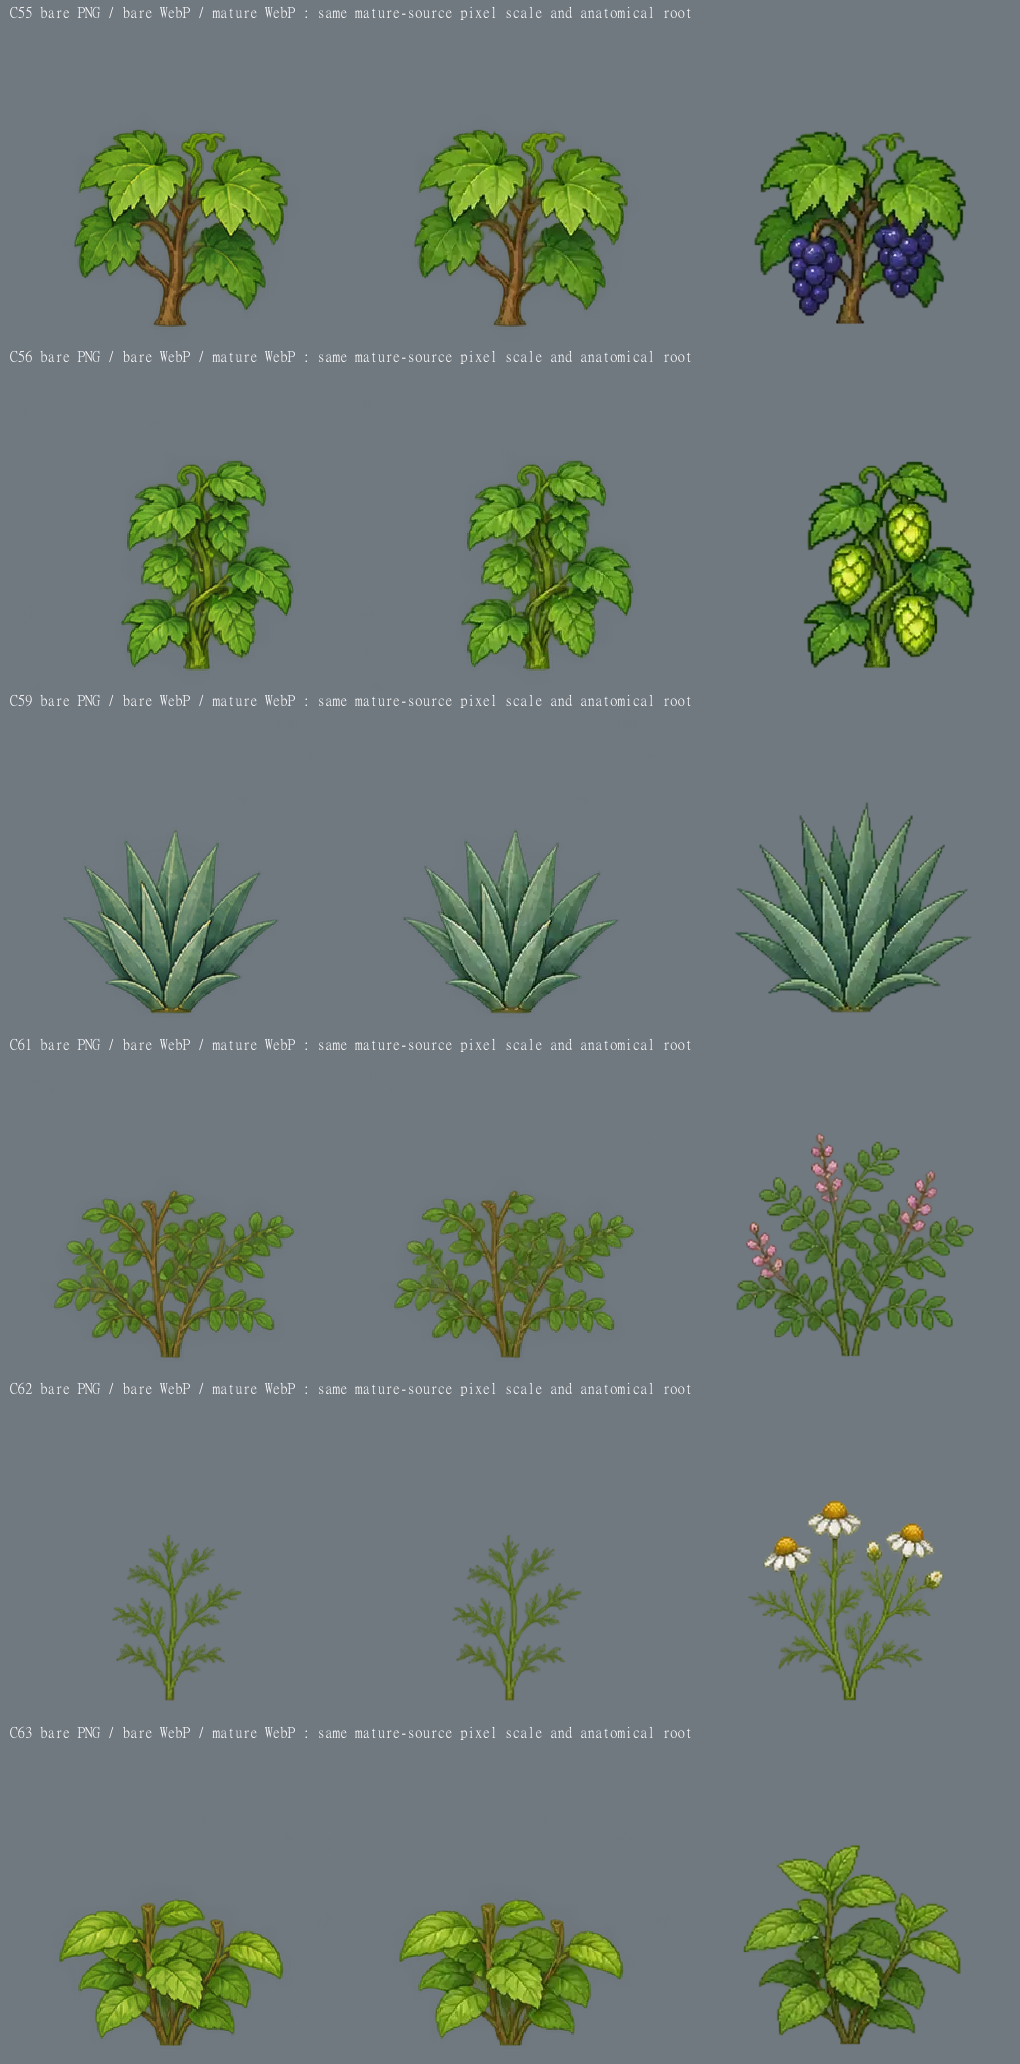 C55 bare PNG / bare WebP / mature WebP : same mature-source pixel scale and anatomical root
C56 bare PNG / bare WebP / mature WebP : same mature-source pixel scale and anatomical root
C59 bare PNG / bare WebP / mature WebP : same mature-source pixel scale and anatomical root
C61 bare PNG / bare WebP / mature WebP : same mature-source pixel scale and anatomical root
C62 bare PNG / bare WebP / mature WebP : same mature-source pixel scale and anatomical root
C63 bare PNG / bare WebP / mature WebP : same mature-source pixel scale and anatomical root